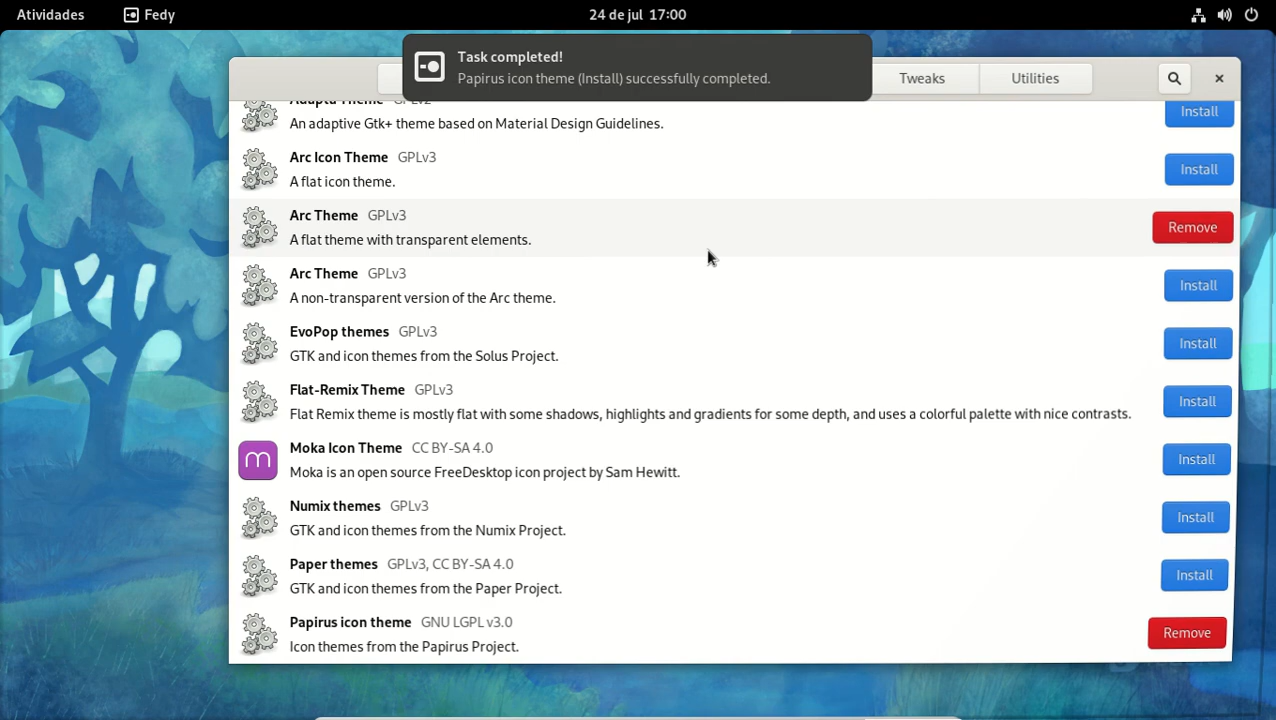 Atividades
Fedy
24 de jul 17:00
Task completed!
Papirus icon theme (Install) successfully completed.
Tweaks
Utilities
Adapta Theme GPLv2
An adaptive Gtk+ theme based on Material Design Guidelines.
Install
Arc Icon Theme GPLv3
A flat icon theme.
Install
Arc Theme GPLv3
A flat theme with transparent elements.
Remove
Arc Theme GPLv3
A non-transparent version of the Arc theme.
Install
EvoPop themes GPLv3
GTK and icon themes from the Solus Project.
Install
Flat-Remix Theme GPLv3
Flat Remix theme is mostly flat with some shadows, highlights and gradients for some depth, and uses a colorful palette with nice contrasts.
Install
m
Moka Icon Theme CC BY-SA 4.0
Moka is an open source FreeDesktop icon project by Sam Hewitt.
Install
Numix themes GPLv3
GTK and icon themes from the Numix Project.
Install
Paper themes GPLv3, CC BY-SA 4.0
GTK and icon themes from the Paper Project.
Install
Papirus icon theme GNU LGPL v3.0
Icon themes from the Papirus Project.
Remove